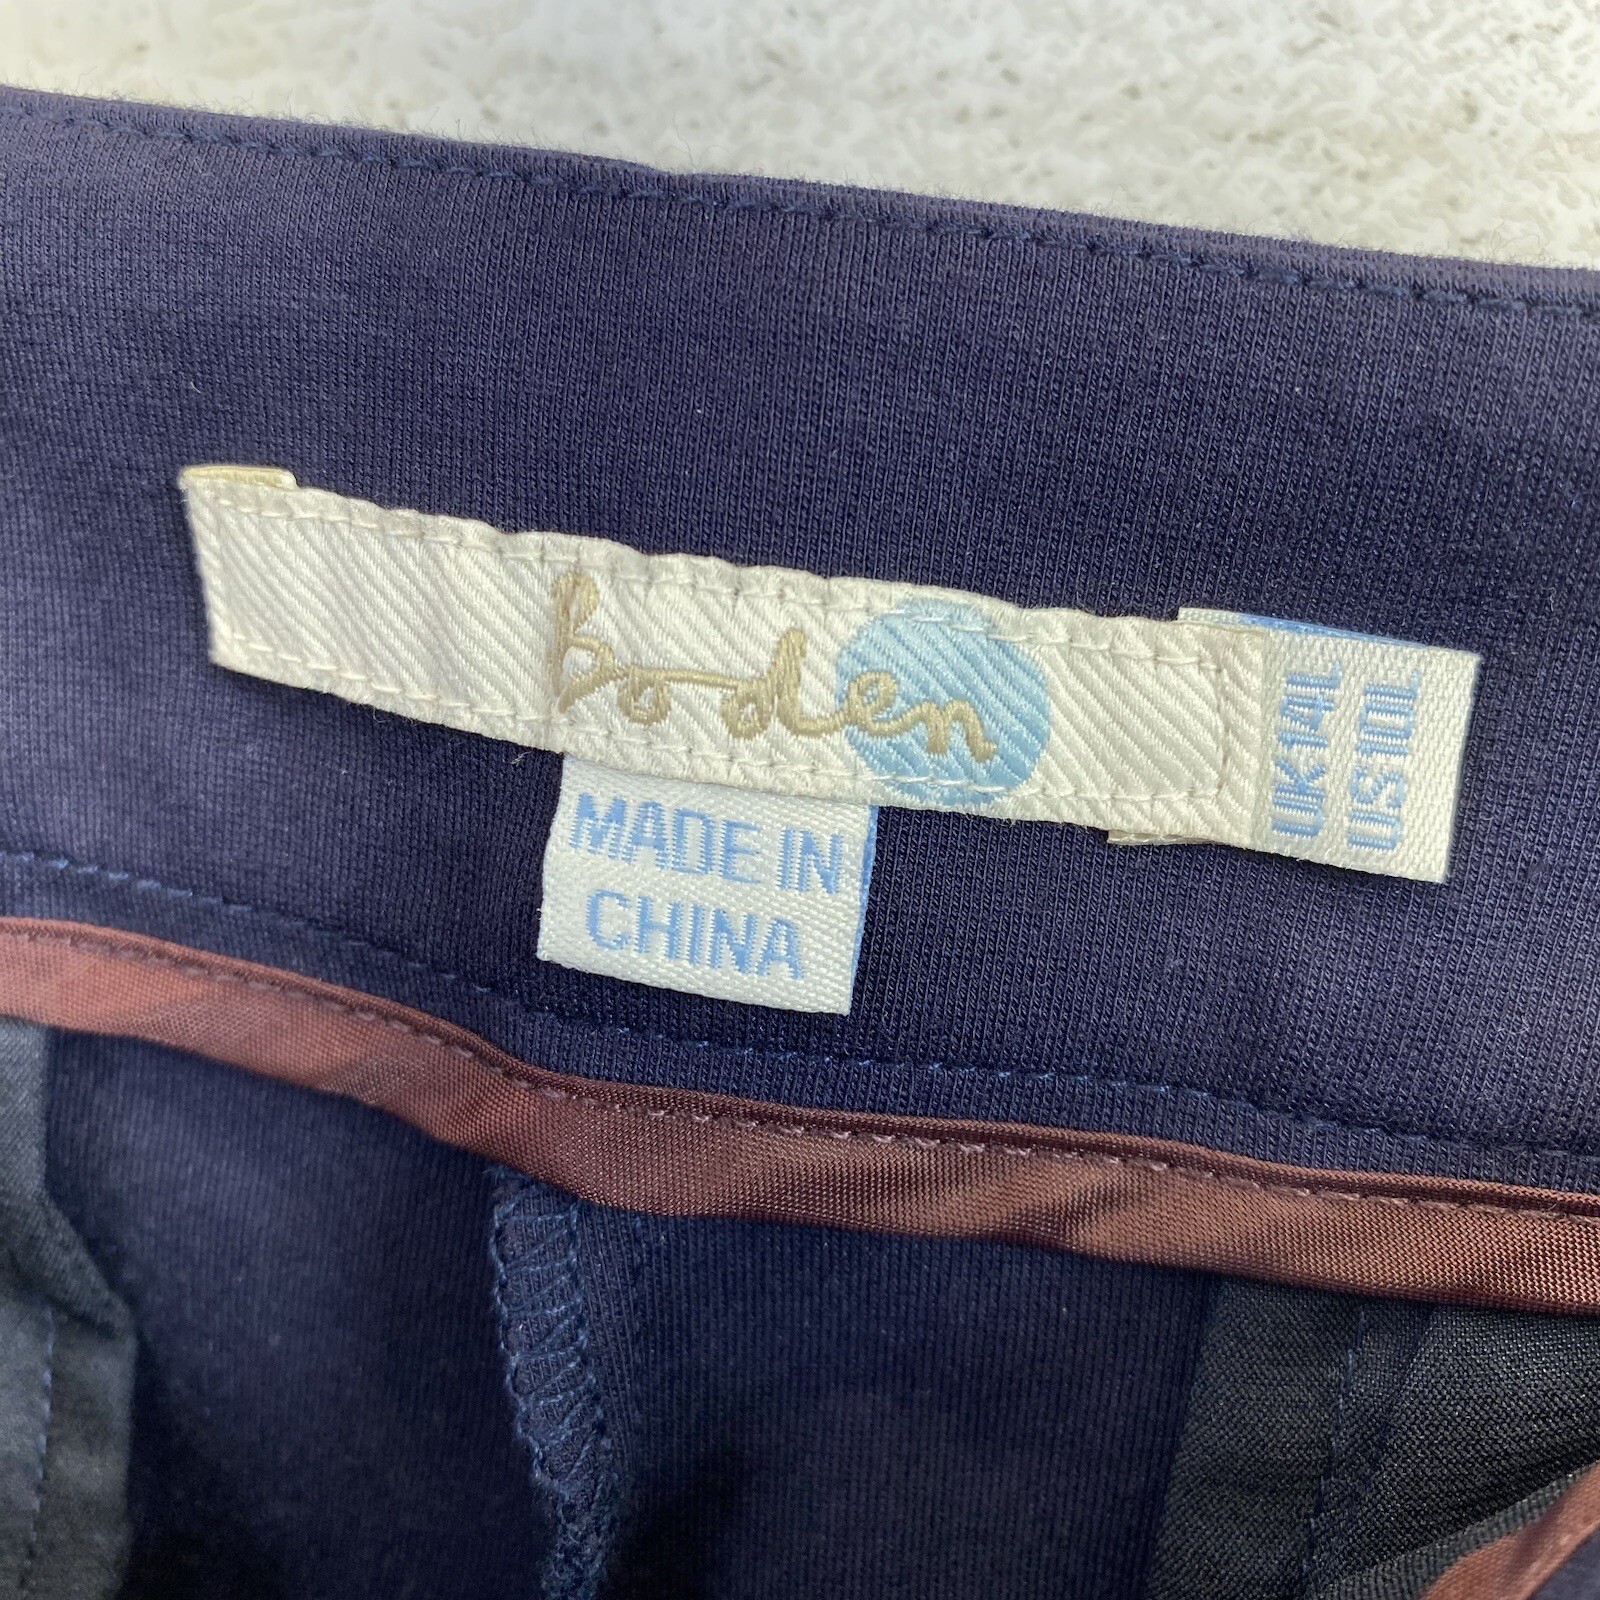 boden
UK 14L
US 10L
MADE IN
CHINA